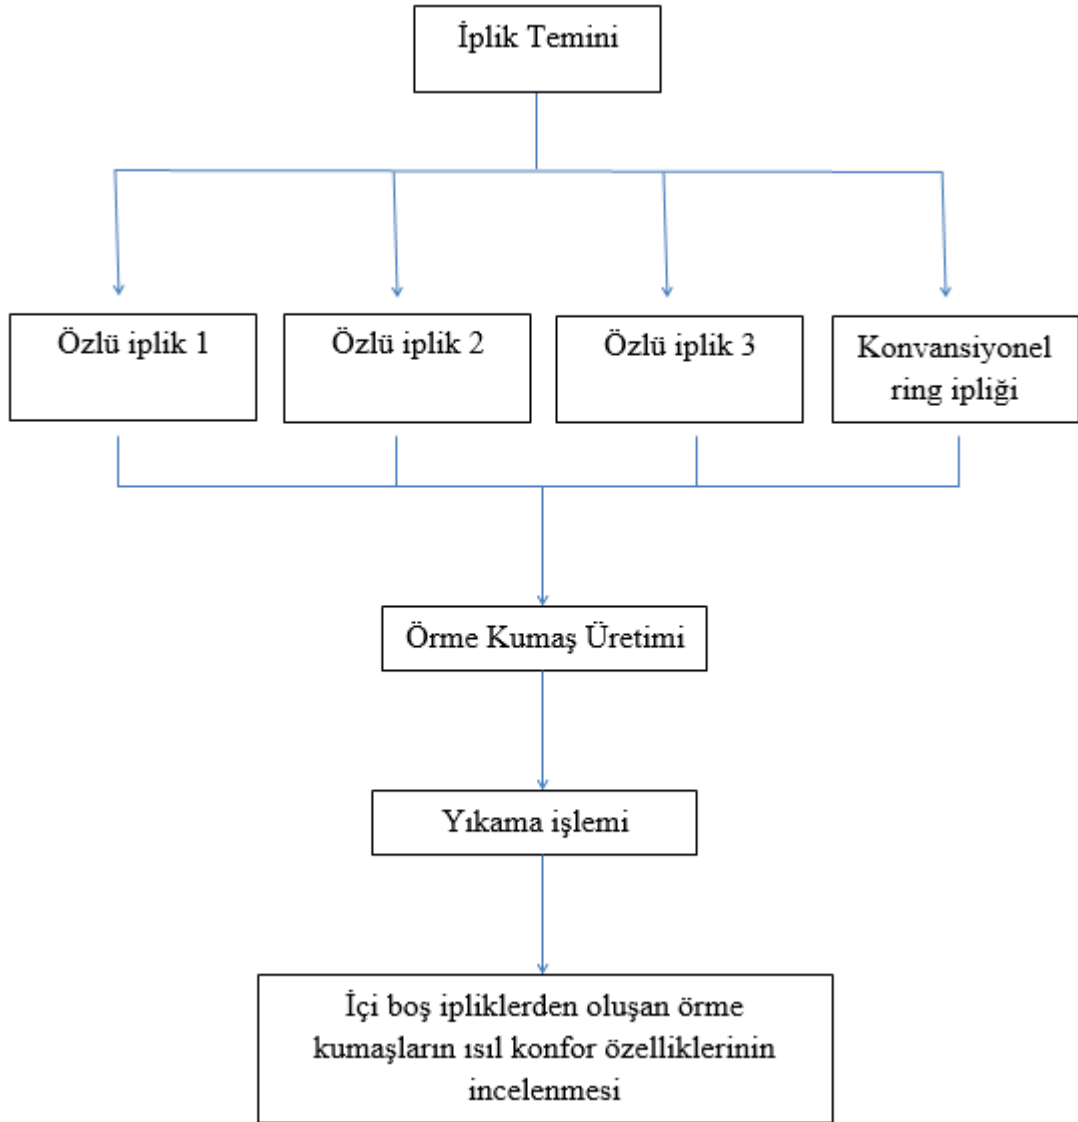 İplik Temini
Özlü iplik 1
Özlü iplik 2
Özlü iplik 3
Konvansiyonel
ring ipliği
Örme Kumaş Üretimi
Yıkama işlemi
İçi boş ipliklerden oluşan örme
kumaşların ısıl konfor özelliklerinin
incelenmesi